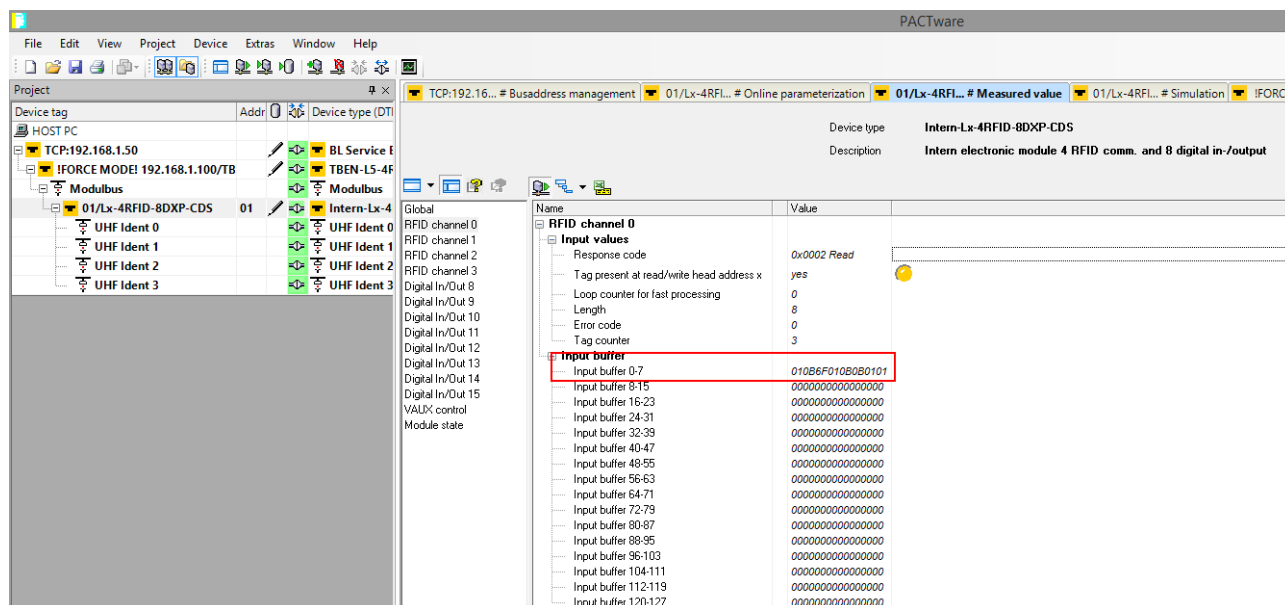 PACTware
File Edit View Project Device Extras Window Help
Project
Device tag Addr Device type (DTI
HOST PC
TCP:192.168.1.50 BL Service E
!FORCE MODE! 192.168.1.100/TB TBEN-L5-4R
Modulbus Modulbus
01/Lx-4RFID-8DXP-CDS 01 Intern-Lx-4
UHF Ident 0 UHF Ident 0
UHF Ident 1 UHF Ident 1
UHF Ident 2 UHF Ident 2
UHF Ident 3 UHF Ident 3
TCP:192.16... # Busaddress management 01/Lx-4RFI... # Online parameterization 01/Lx-4RFI... # Measured value 01/Lx-4RFI... # Simulation !FORC
Device type Intern-Lx-4RFID-8DXP-CDS
Description Intern electronic module 4 RFID comm. and 8 digital in-/output
Global
RFID channel 0
RFID channel 1
RFID channel 2
RFID channel 3
Digital In/Out 8
Digital In/Out 9
Digital In/Out 10
Digital In/Out 11
Digital In/Out 12
Digital In/Out 13
Digital In/Out 14
Digital In/Out 15
VAUX control
Module state
Name Value
RFID channel 0
Input values
Response code 0x0002 Read
Tag present at read/write head address x yes
Loop counter for fast processing 0
Length 8
Error code 0
Tag counter 3
Input buffer
Input buffer 0-7 010B6F010B0B0101
Input buffer 8-15 0000000000000000
Input buffer 16-23 0000000000000000
Input buffer 24-31 0000000000000000
Input buffer 32-39 0000000000000000
Input buffer 40-47 0000000000000000
Input buffer 48-55 0000000000000000
Input buffer 56-63 0000000000000000
Input buffer 64-71 0000000000000000
Input buffer 72-79 0000000000000000
Input buffer 80-87 0000000000000000
Input buffer 88-95 0000000000000000
Input buffer 96-103 0000000000000000
Input buffer 104-111 0000000000000000
Input buffer 112-119 0000000000000000
Input buffer 120-127 0000000000000000